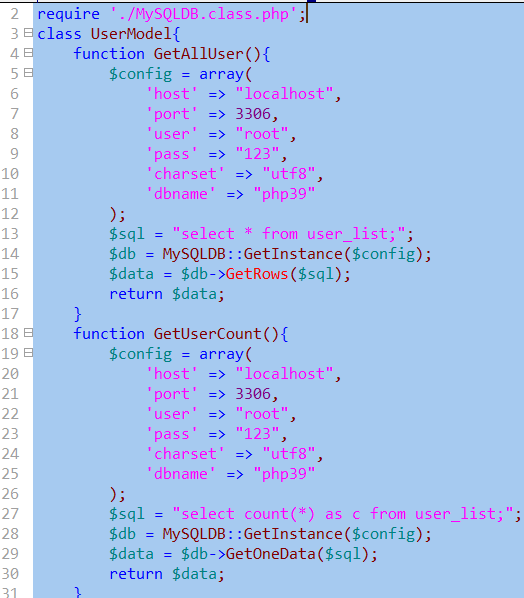 2 require './MySQLDB.class.php';
3 class UserModel{
4     function GetAllUser(){
5         $config = array(
6             'host' => "localhost",
7             'port' => 3306,
8             'user' => "root",
9             'pass' => "123",
10             'charset' => "utf8",
11             'dbname' => "php39"
12         );
13         $sql = "select * from user_list;";
14         $db = MySQLDB::GetInstance($config);
15         $data = $db->GetRows($sql);
16         return $data;
17     }
18     function GetUserCount(){
19         $config = array(
20             'host' => "localhost",
21             'port' => 3306,
22             'user' => "root",
23             'pass' => "123",
24             'charset' => "utf8",
25             'dbname' => "php39"
26         );
27         $sql = "select count(*) as c from user_list;";
28         $db = MySQLDB::GetInstance($config);
29         $data = $db->GetOneData($sql);
30         return $data;
31     }